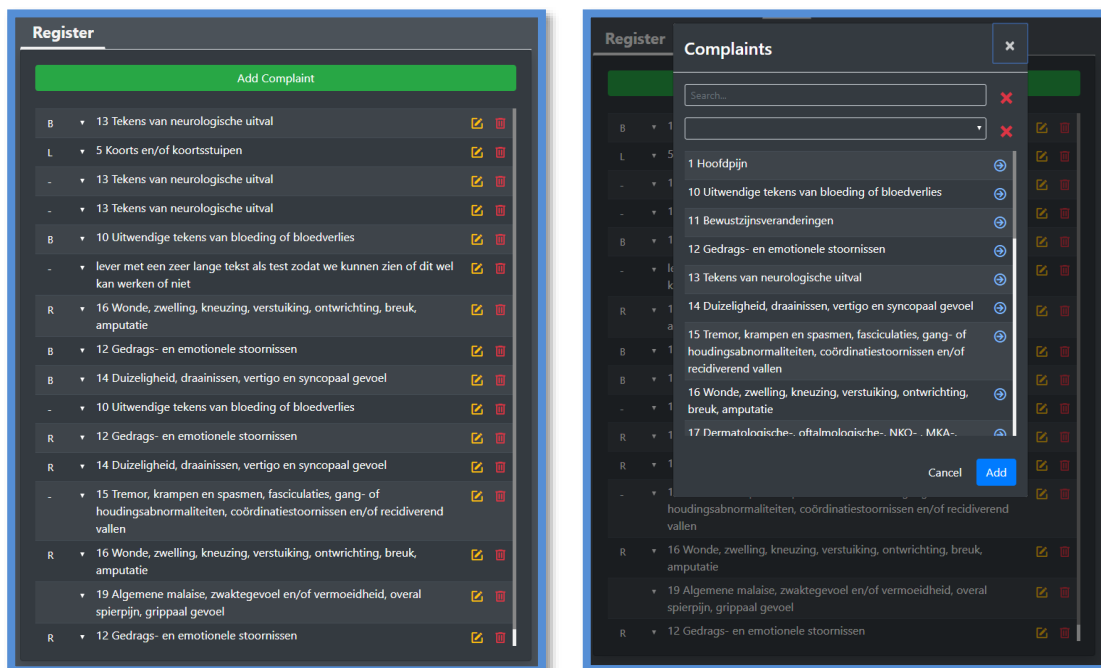 Register
Add Complaint
B 13 Tekens van neurologische uitval
L 5 Koorts en/of koortsstuipen
- 13 Tekens van neurologische uitval
- 13 Tekens van neurologische uitval
B 10 Uitwendige tekens van bloeding of bloedverlies
- lever met een zeer lange tekst als test zodat we kunnen zien of dit wel
kan werken of niet
R 16 Wonde, zwelling, kneuzing, verstuiking, ontwrichting, breuk,
amputatie
B 12 Gedrags- en emotionele stoornissen
B 14 Duizeligheid, draainissen, vertigo en syncopaal gevoel
- 10 Uitwendige tekens van bloeding of bloedverlies
R 12 Gedrags- en emotionele stoornissen
R 14 Duizeligheid, draainissen, vertigo en syncopaal gevoel
- 15 Tremor, krampen en spasmen, fasciculaties, gang- of
houdingsabnormaliteiten, coördinatiestoornissen en/of recidiverend
vallen
R 16 Wonde, zwelling, kneuzing, verstuiking, ontwrichting, breuk,
amputatie
19 Algemene malaise, zwaktegevoel en/of vermoeidheid, overal
spierpijn, grippaal gevoel
R 12 Gedrags- en emotionele stoornissen
Register
Complaints
×
Search...
1 Hoofdpijn
10 Uitwendige tekens van bloeding of bloedverlies
11 Bewustzijnsveranderingen
12 Gedrags- en emotionele stoornissen
13 Tekens van neurologische uitval
14 Duizeligheid, draainissen, vertigo en syncopaal gevoel
15 Tremor, krampen en spasmen, fasciculaties, gang- of
houdingsabnormaliteiten, coördinatiestoornissen en/of
recidiverend vallen
16 Wonde, zwelling, kneuzing, verstuiking, ontwrichting,
breuk, amputatie
17 Dermatologische-, oftalmologische-, NKO- , MKA-,
Cancel
Add
B
L
-
-
B
-
R
B
B
-
R
R
-
houdingsabnormaliteiten, coördinatiestoornissen en/of recidiverend
vallen
R 16 Wonde, zwelling, kneuzing, verstuiking, ontwrichting, breuk,
amputatie
19 Algemene malaise, zwaktegevoel en/of vermoeidheid, overal
spierpijn, grippaal gevoel
R 12 Gedrags- en emotionele stoornissen